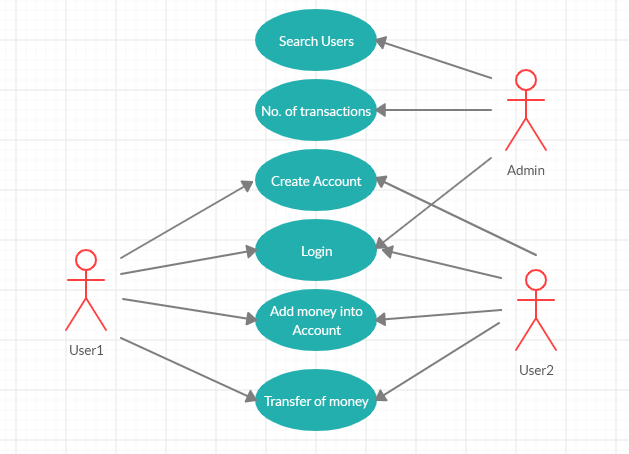 Search Users
No. of transactions
Create Account
Admin
Login
Add money into
Account
User1
User2
Transfer of money